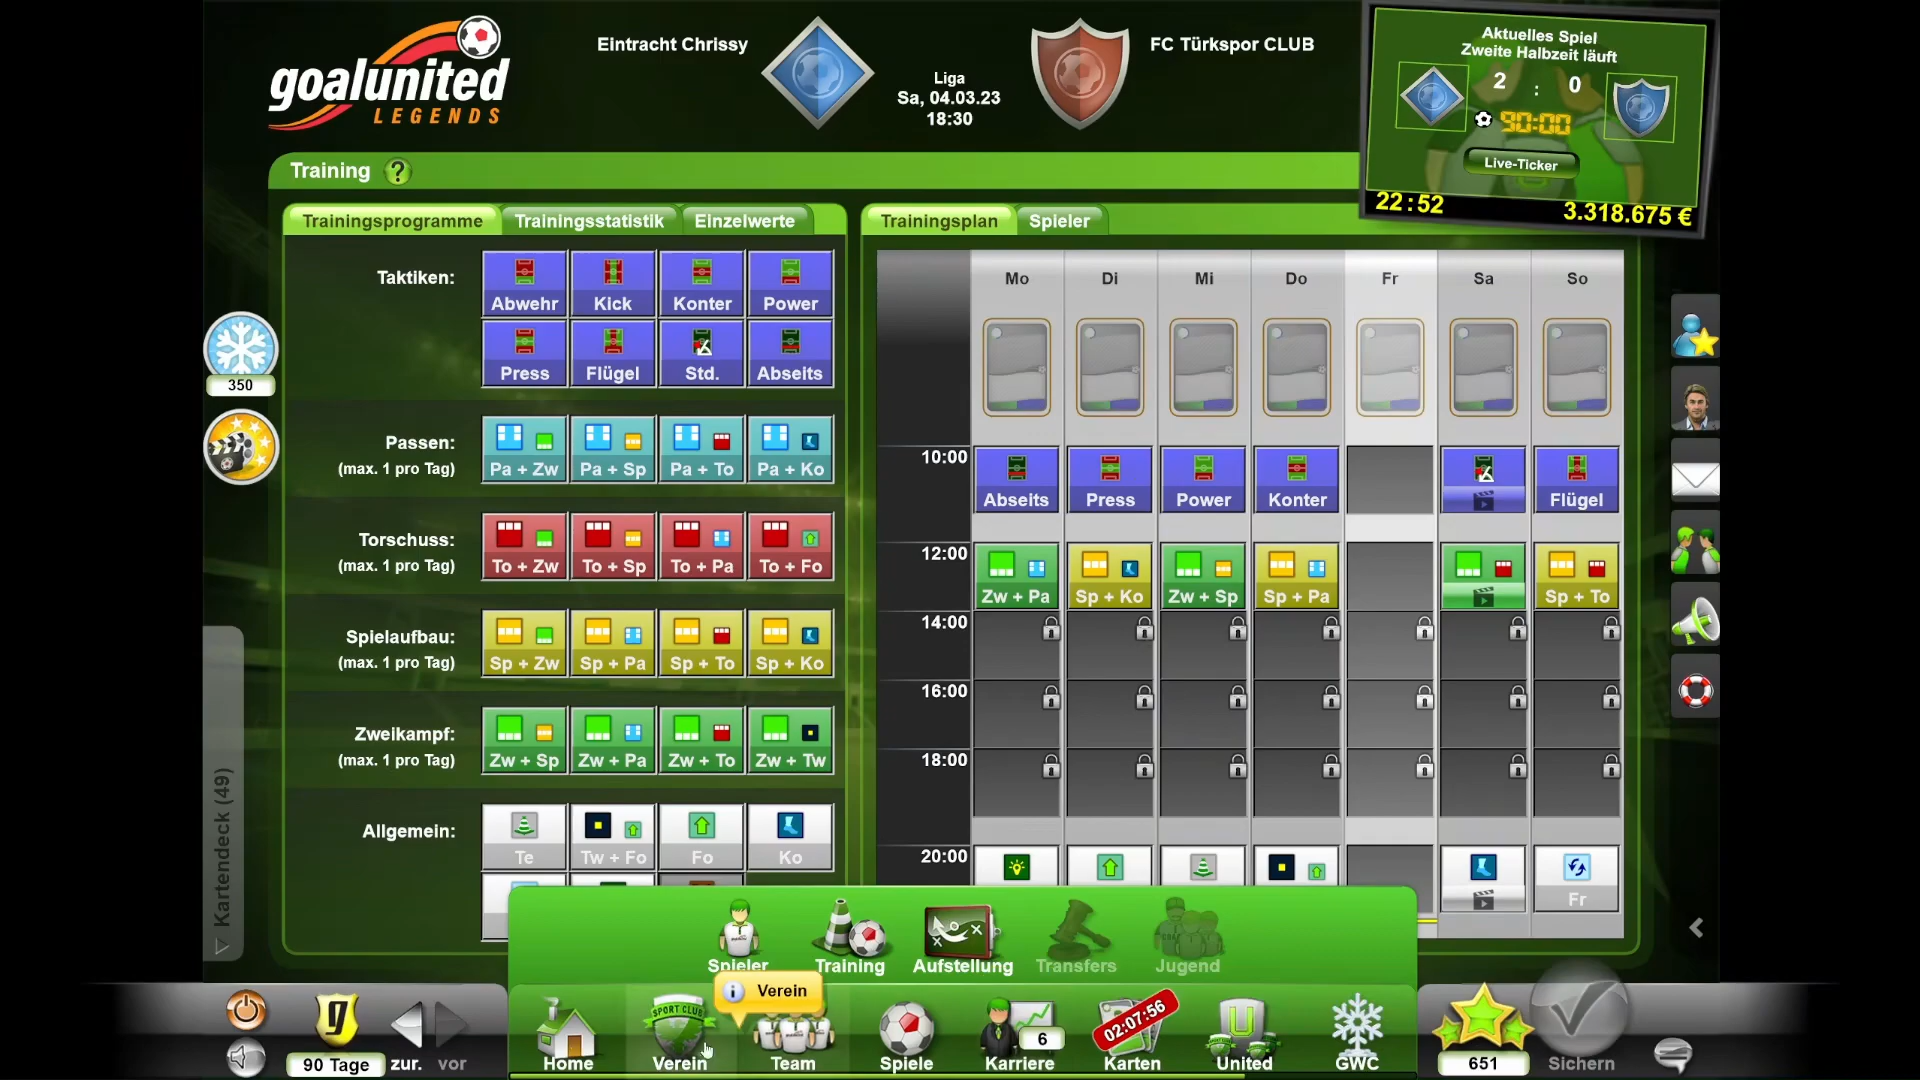 goalunited
LEGENDS
Eintracht Chrissy
Liga
Sa, 04.03.23
18:30
FC Türkspor CLUB
Aktuelles Spiel
Zweite Halbzeit läuft
2 : 0
90:00
Live-Ticker
22:52
3.318.675 €
Training ?
Trainingsprogramme
Trainingsstatistik
Einzelwerte
Trainingsplan
Spieler
Taktiken:
Abwehr Kick Konter Power
Press Flügel Std. Abseits
Passen:
(max. 1 pro Tag)
Pa + Zw Pa + Sp Pa + To Pa + Ko
Torschuss:
(max. 1 pro Tag)
To + Zw To + Sp To + Pa To + Fo
Spielaufbau:
(max. 1 pro Tag)
Sp + Zw Sp + Pa Sp + To Sp + Ko
Zweikampf:
(max. 1 pro Tag)
Zw + Sp Zw + Pa Zw + To Zw + Tw
Allgemein:
Te Tw + Fo Fo Ko
Mo Di Mi Do Fr Sa So
10:00
Abseits Press Power Konter Flügel
12:00
Zw + Pa Sp + Ko Zw + Sp Sp + Pa Sp + To
14:00
16:00
18:00
20:00
Fr
350
Kartendeck (49)
Spieler Training Aufstellung Transfers Jugend
i Verein
SPORT CLUB
Home Verein Team Spiele Karriere Karten United GWC
6
02:07:56
U
g
90 Tage
zur. vor
651
Sichern